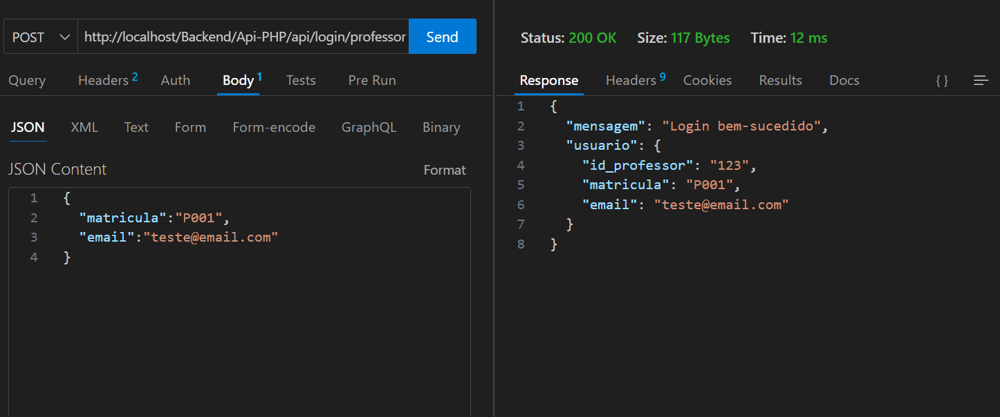 POST http://localhost/Backend/Api-PHP/api/login/professor Send
Query Headers 2 Auth Body 1 Tests Pre Run
JSON XML Text Form Form-encode GraphQL Binary
JSON Content Format
1 {
2 "matricula":"P001",
3 "email":"teste@email.com"
4 }
Status: 200 OK Size: 117 Bytes Time: 12 ms
Response Headers 9 Cookies Results Docs { }
1 {
2 "mensagem": "Login bem-sucedido",
3 "usuario": {
4 "id_professor": "123",
5 "matricula": "P001",
6 "email": "teste@email.com"
7 }
8 }